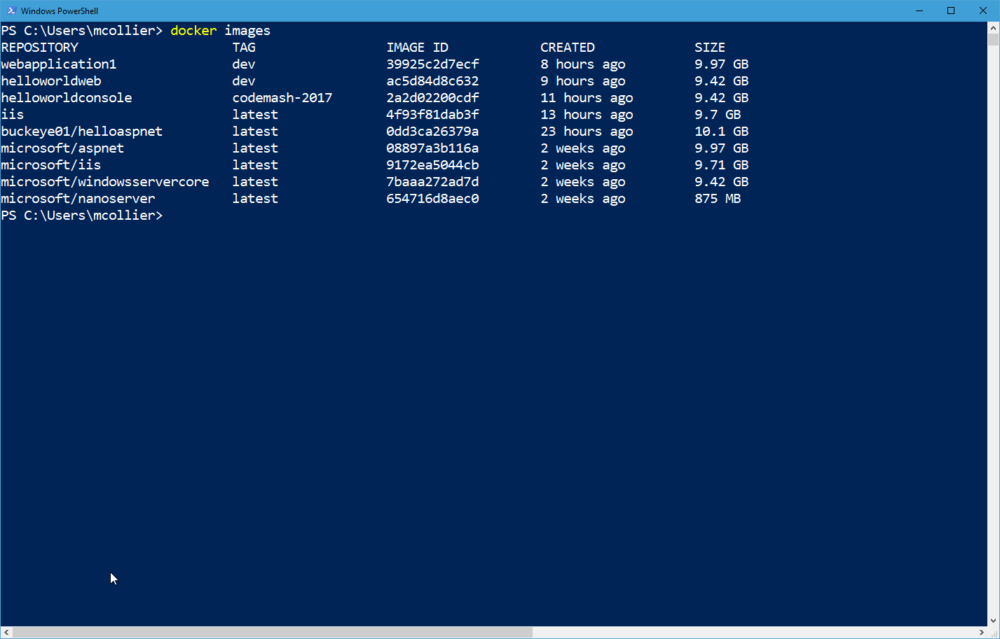 Windows PowerShell
PS C:\Users\mcollier> docker images
REPOSITORY TAG IMAGE ID CREATED SIZE
webapplication1 dev 39925c2d7ecf 8 hours ago 9.97 GB
helloworldweb dev ac5d84d8c632 9 hours ago 9.42 GB
helloworldconsole codemash-2017 2a2d02200cdf 11 hours ago 9.42 GB
iis latest 4f93f81dab3f 13 hours ago 9.7 GB
buckeye01/helloaspnet latest 0dd3ca26379a 23 hours ago 10.1 GB
microsoft/aspnet latest 08897a3b116a 2 weeks ago 9.97 GB
microsoft/iis latest 9172ea5044cb 2 weeks ago 9.71 GB
microsoft/windowsservercore latest 7baaa272ad7d 2 weeks ago 9.42 GB
microsoft/nanoserver latest 654716d8aec0 2 weeks ago 875 MB
PS C:\Users\mcollier>